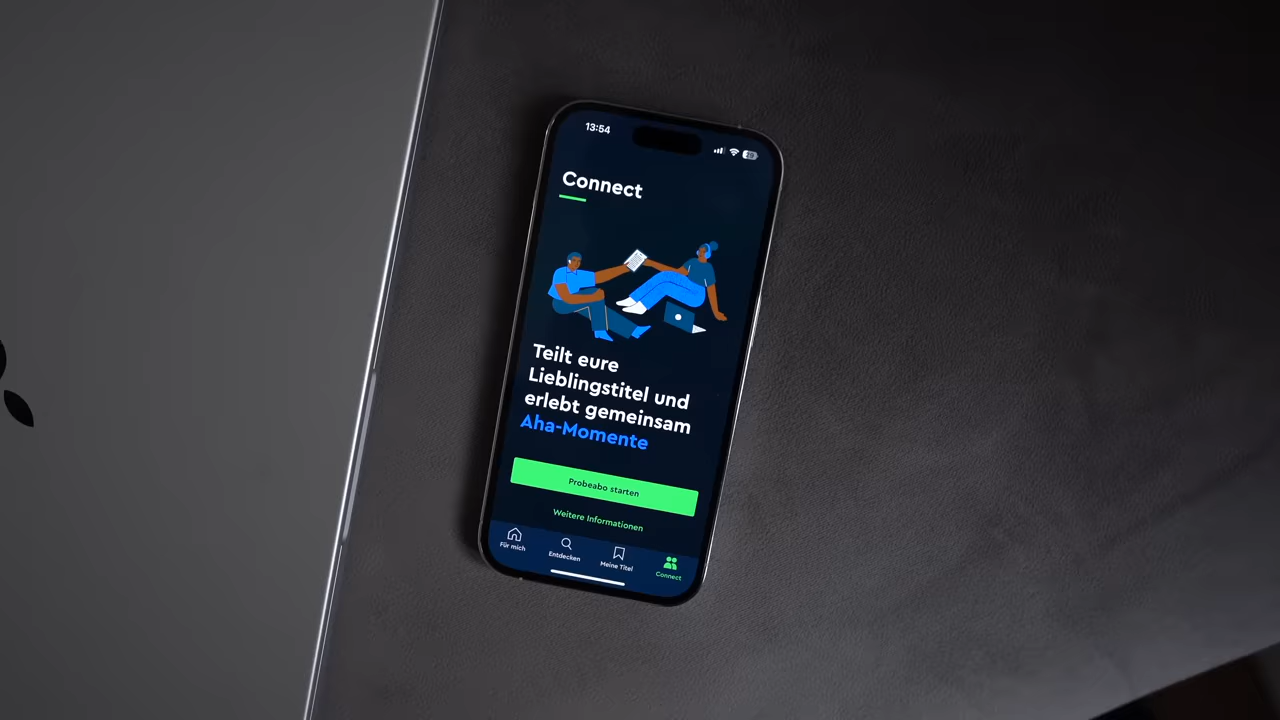 13:54
Connect
Teilt eure
Lieblingstitel und
erlebt gemeinsam
Aha-Momente
Probeabo starten
Weitere Informationen
Für mich
Entdecken
Meine Titel
Connect